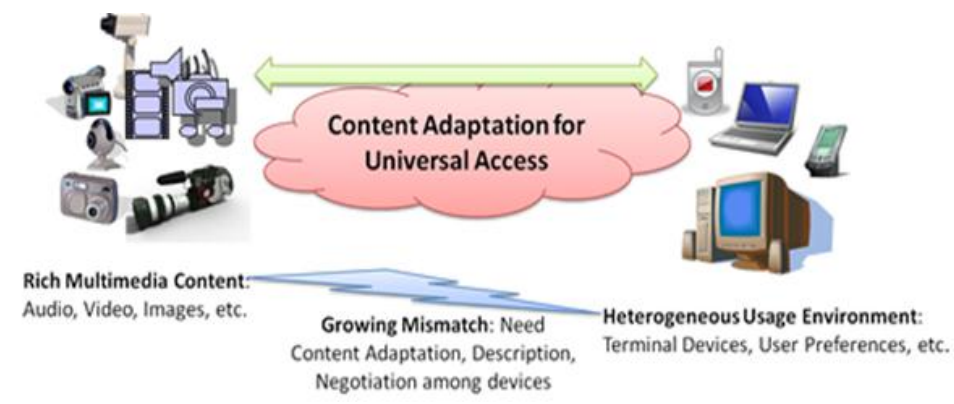 Content Adaptation for
Universal Access
Rich Multimedia Content:
Audio, Video, Images, etc.
Growing Mismatch: Need
Content Adaptation, Description,
Negotiation among devices
Heterogeneous Usage Environment:
Terminal Devices, User Preferences, etc.